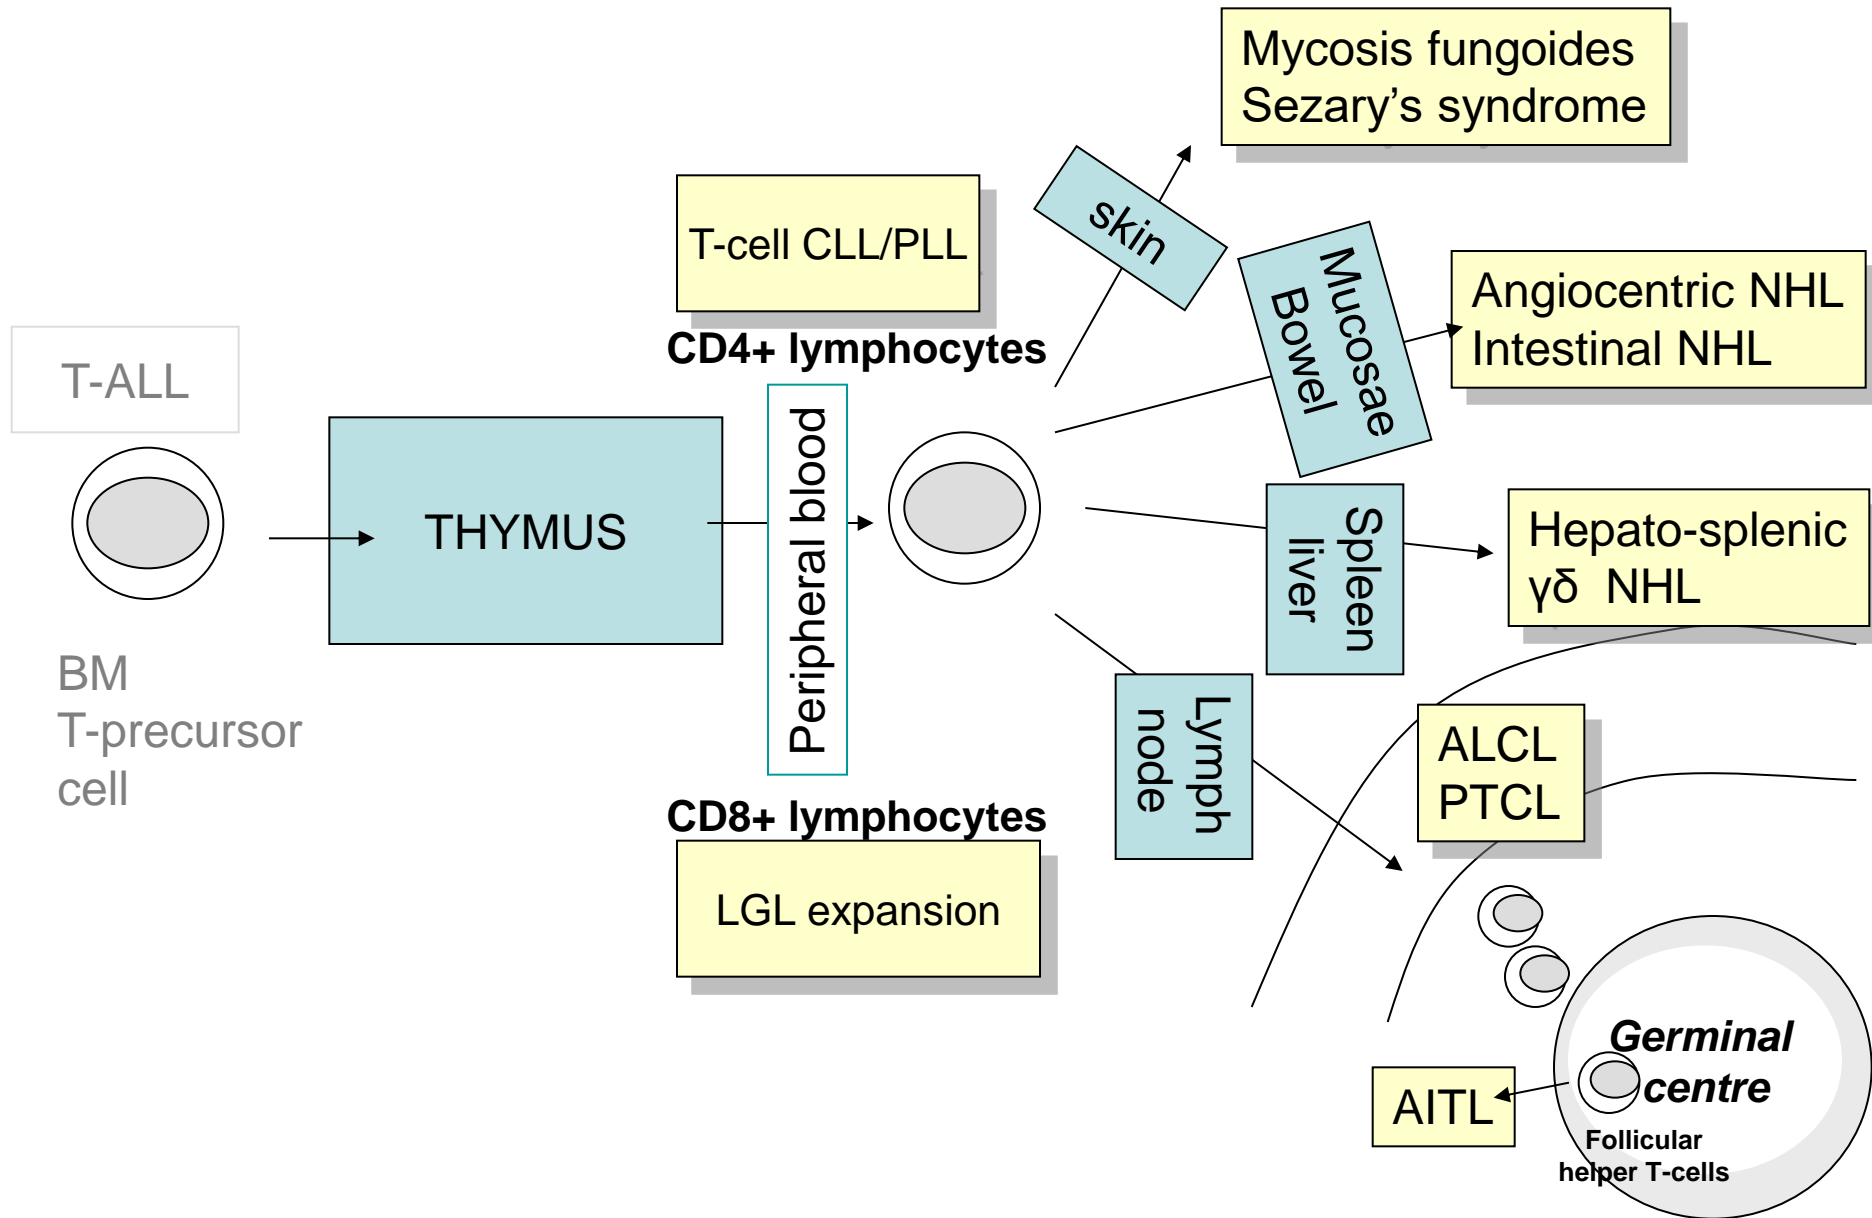 Mycosis fungoides
Sezary’s syndrome
T-cell CLL/PLL
skin
Mucosae
Bowel
Angiocentric NHL
Intestinal NHL
CD4+ lymphocytes
T-ALL
THYMUS
Peripheral blood
Spleen
liver
Hepato-splenic
γδ NHL
BM
T-precursor
cell
Lymph
node
ALCL
PTCL
CD8+ lymphocytes
LGL expansion
Germinal
centre
AITL
Follicular
helper T-cells